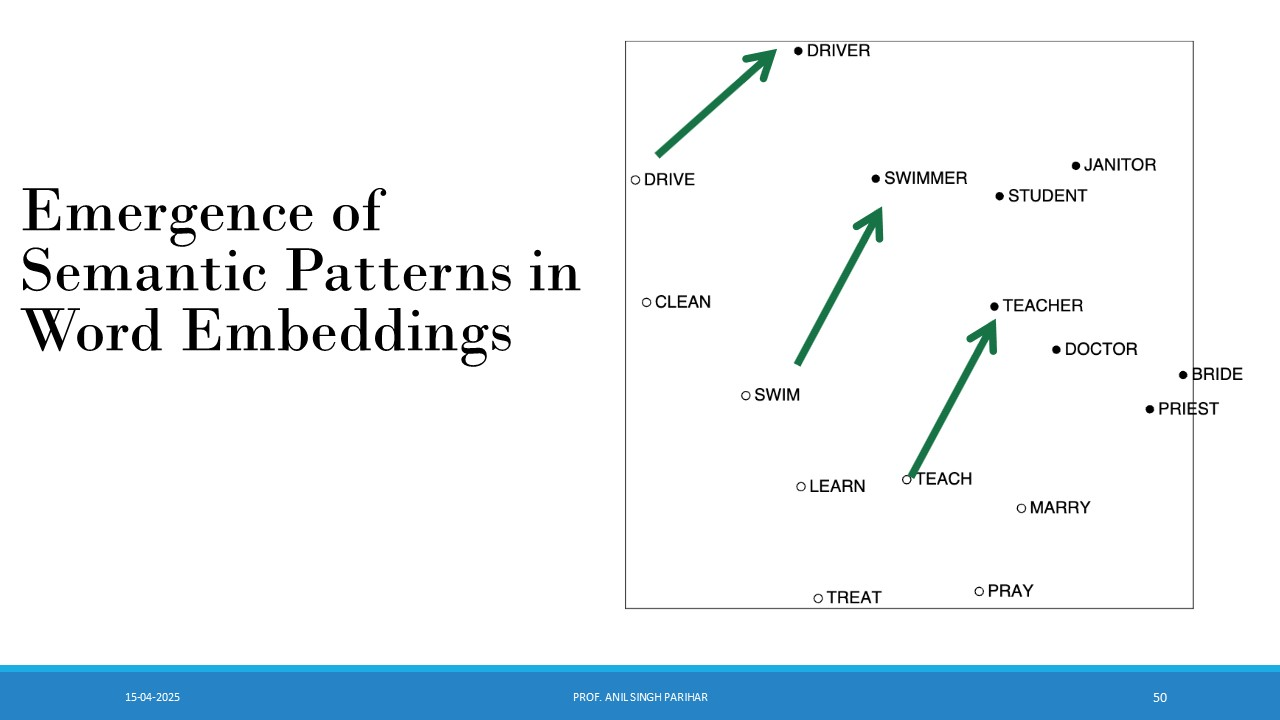 Emergence of
Semantic Patterns in
Word Embeddings
DRIVER
DRIVE
SWIMMER
JANITOR
STUDENT
CLEAN
TEACHER
DOCTOR
BRIDE
PRIEST
SWIM
LEARN
TEACH
MARRY
TREAT
PRAY
15-04-2025
PROF. ANIL SINGH PARIHAR
50